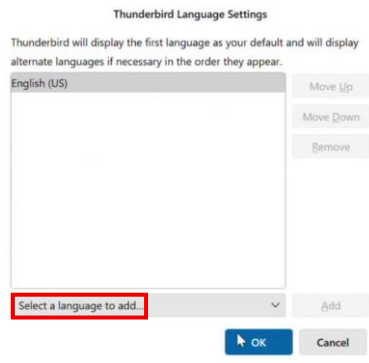 Thunderbird Language Settings
Thunderbird will display the first language as your default and will display
alternate languages if necessary in the order they appear.
English (US)
Move Up
Move Down
Remove
Select a language to add...
Add
OK
Cancel